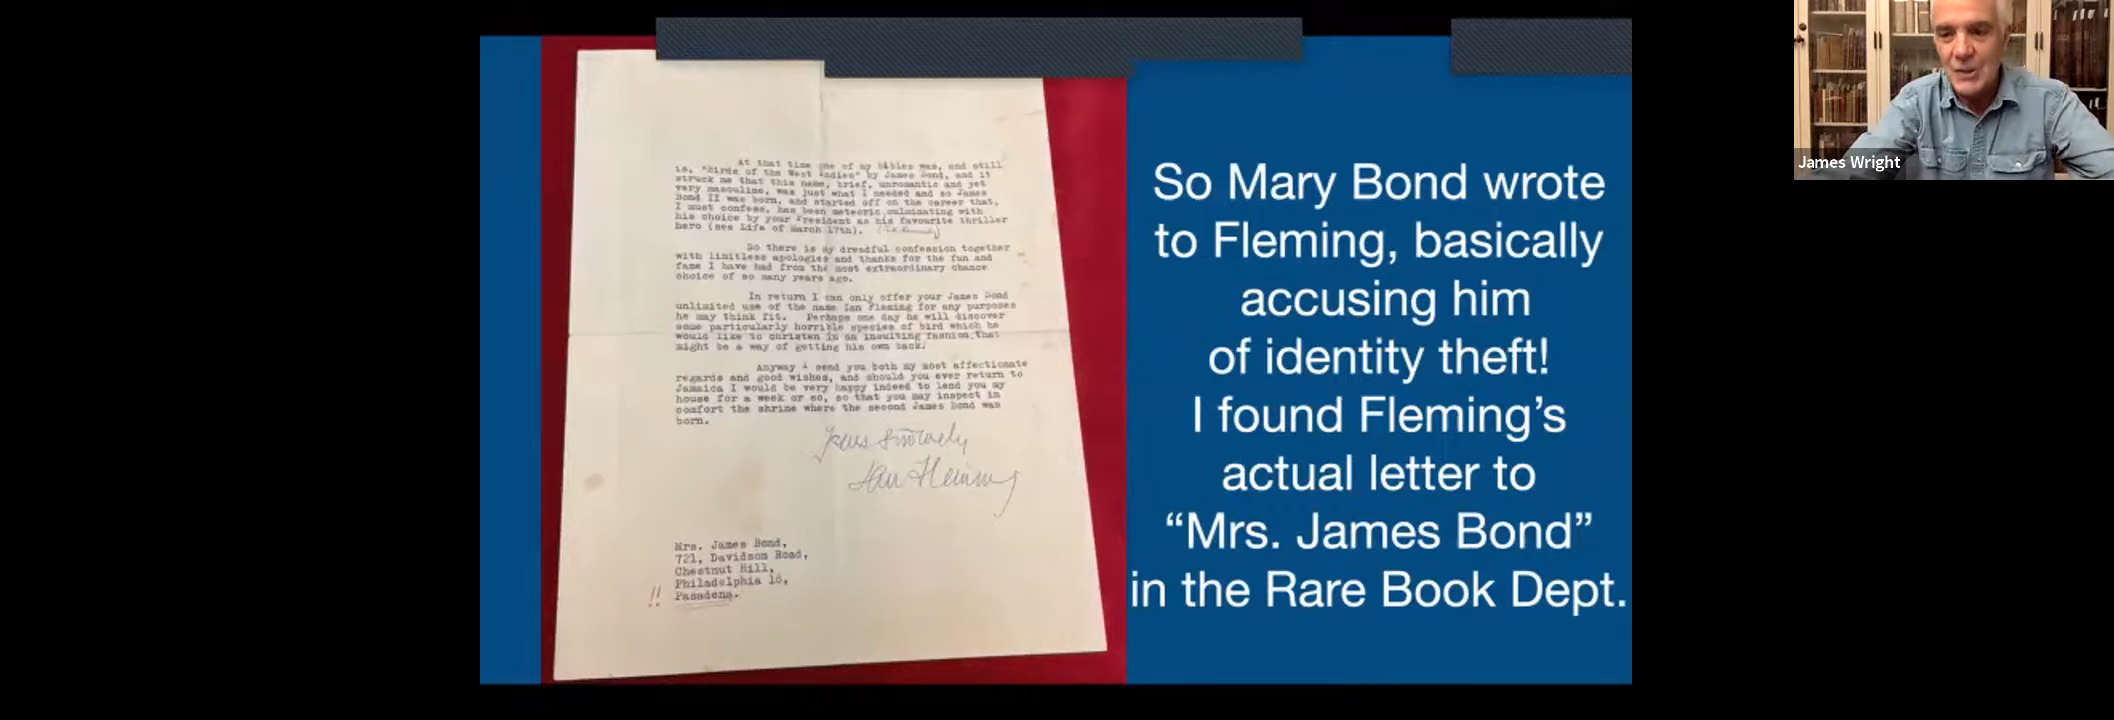 At that time one of my bibles was, and still
is, "Birds of the West Indies" by James Bond, and it
struck me that this name, brief, unromantic and yet
very masculine, was just what I needed and so James
Bond II was born, and started off on the career that,
I must confess, has been meteoric culminating with
his choice by your President as his favourite thriller
hero (see Life of March 17th).
So there is my dreadful confession together
with limitless apologies and thanks for the fun and
fame I have had from the most extraordinary chance
choice of so many years ago.
In return I can only offer your James Bond
unlimited use of the name Ian Fleming for any purposes
he may think fit. Perhaps one day he will discover
some particularly horrible species of bird which he
would like to christen in an insulting fashion that
might be a way of getting his own back.
Anyway I send you both my most affectionate
regards and good wishes, and should you ever return to
Jamaica I would be very happy indeed to lend you my
house for a week or so, so that you may inspect in
comfort the shrine where the second James Bond was
born.
Yours sincerely
Ian Fleming
Mrs. James Bond,
721, Davidson Road,
Chestnut Hill,
Philadelphia 18,
!! Pasadena.
So Mary Bond wrote
to Fleming, basically
accusing him
of identity theft!
I found Fleming’s
actual letter to
“Mrs. James Bond”
in the Rare Book Dept.
James Wright